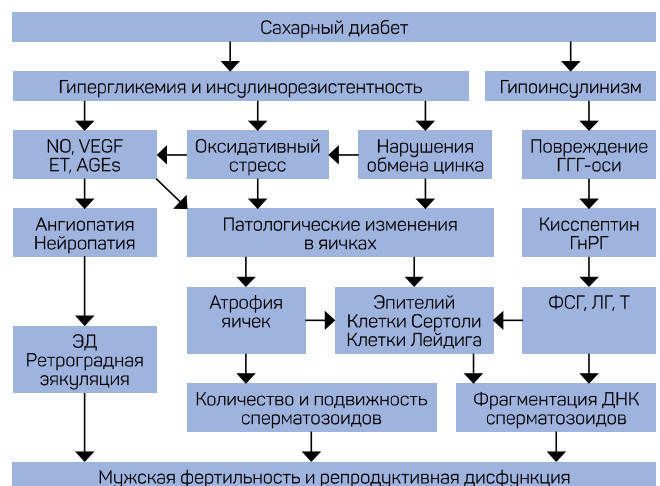 Сахарный диабет
Гипергликемия и инсулинорезистентность
Гипоинсулинизм
NO, VEGF
ET, AGEs
Оксидативный
стресс
Нарушения
обмена цинка
Повреждение
ГГГ-оси
Ангиопатия
Нейропатия
Патологические изменения
в яичках
Кисспептин
ГнРГ
Атрофия
яичек
Эпителий
Клетки Сертоли
Клетки Лейдига
ФСГ, ЛГ, Т
ЭД
Ретроградная
эякуляция
Количество и подвижность
сперматозоидов
Фрагментация ДНК
сперматозоидов
Мужская фертильность и репродуктивная дисфункция